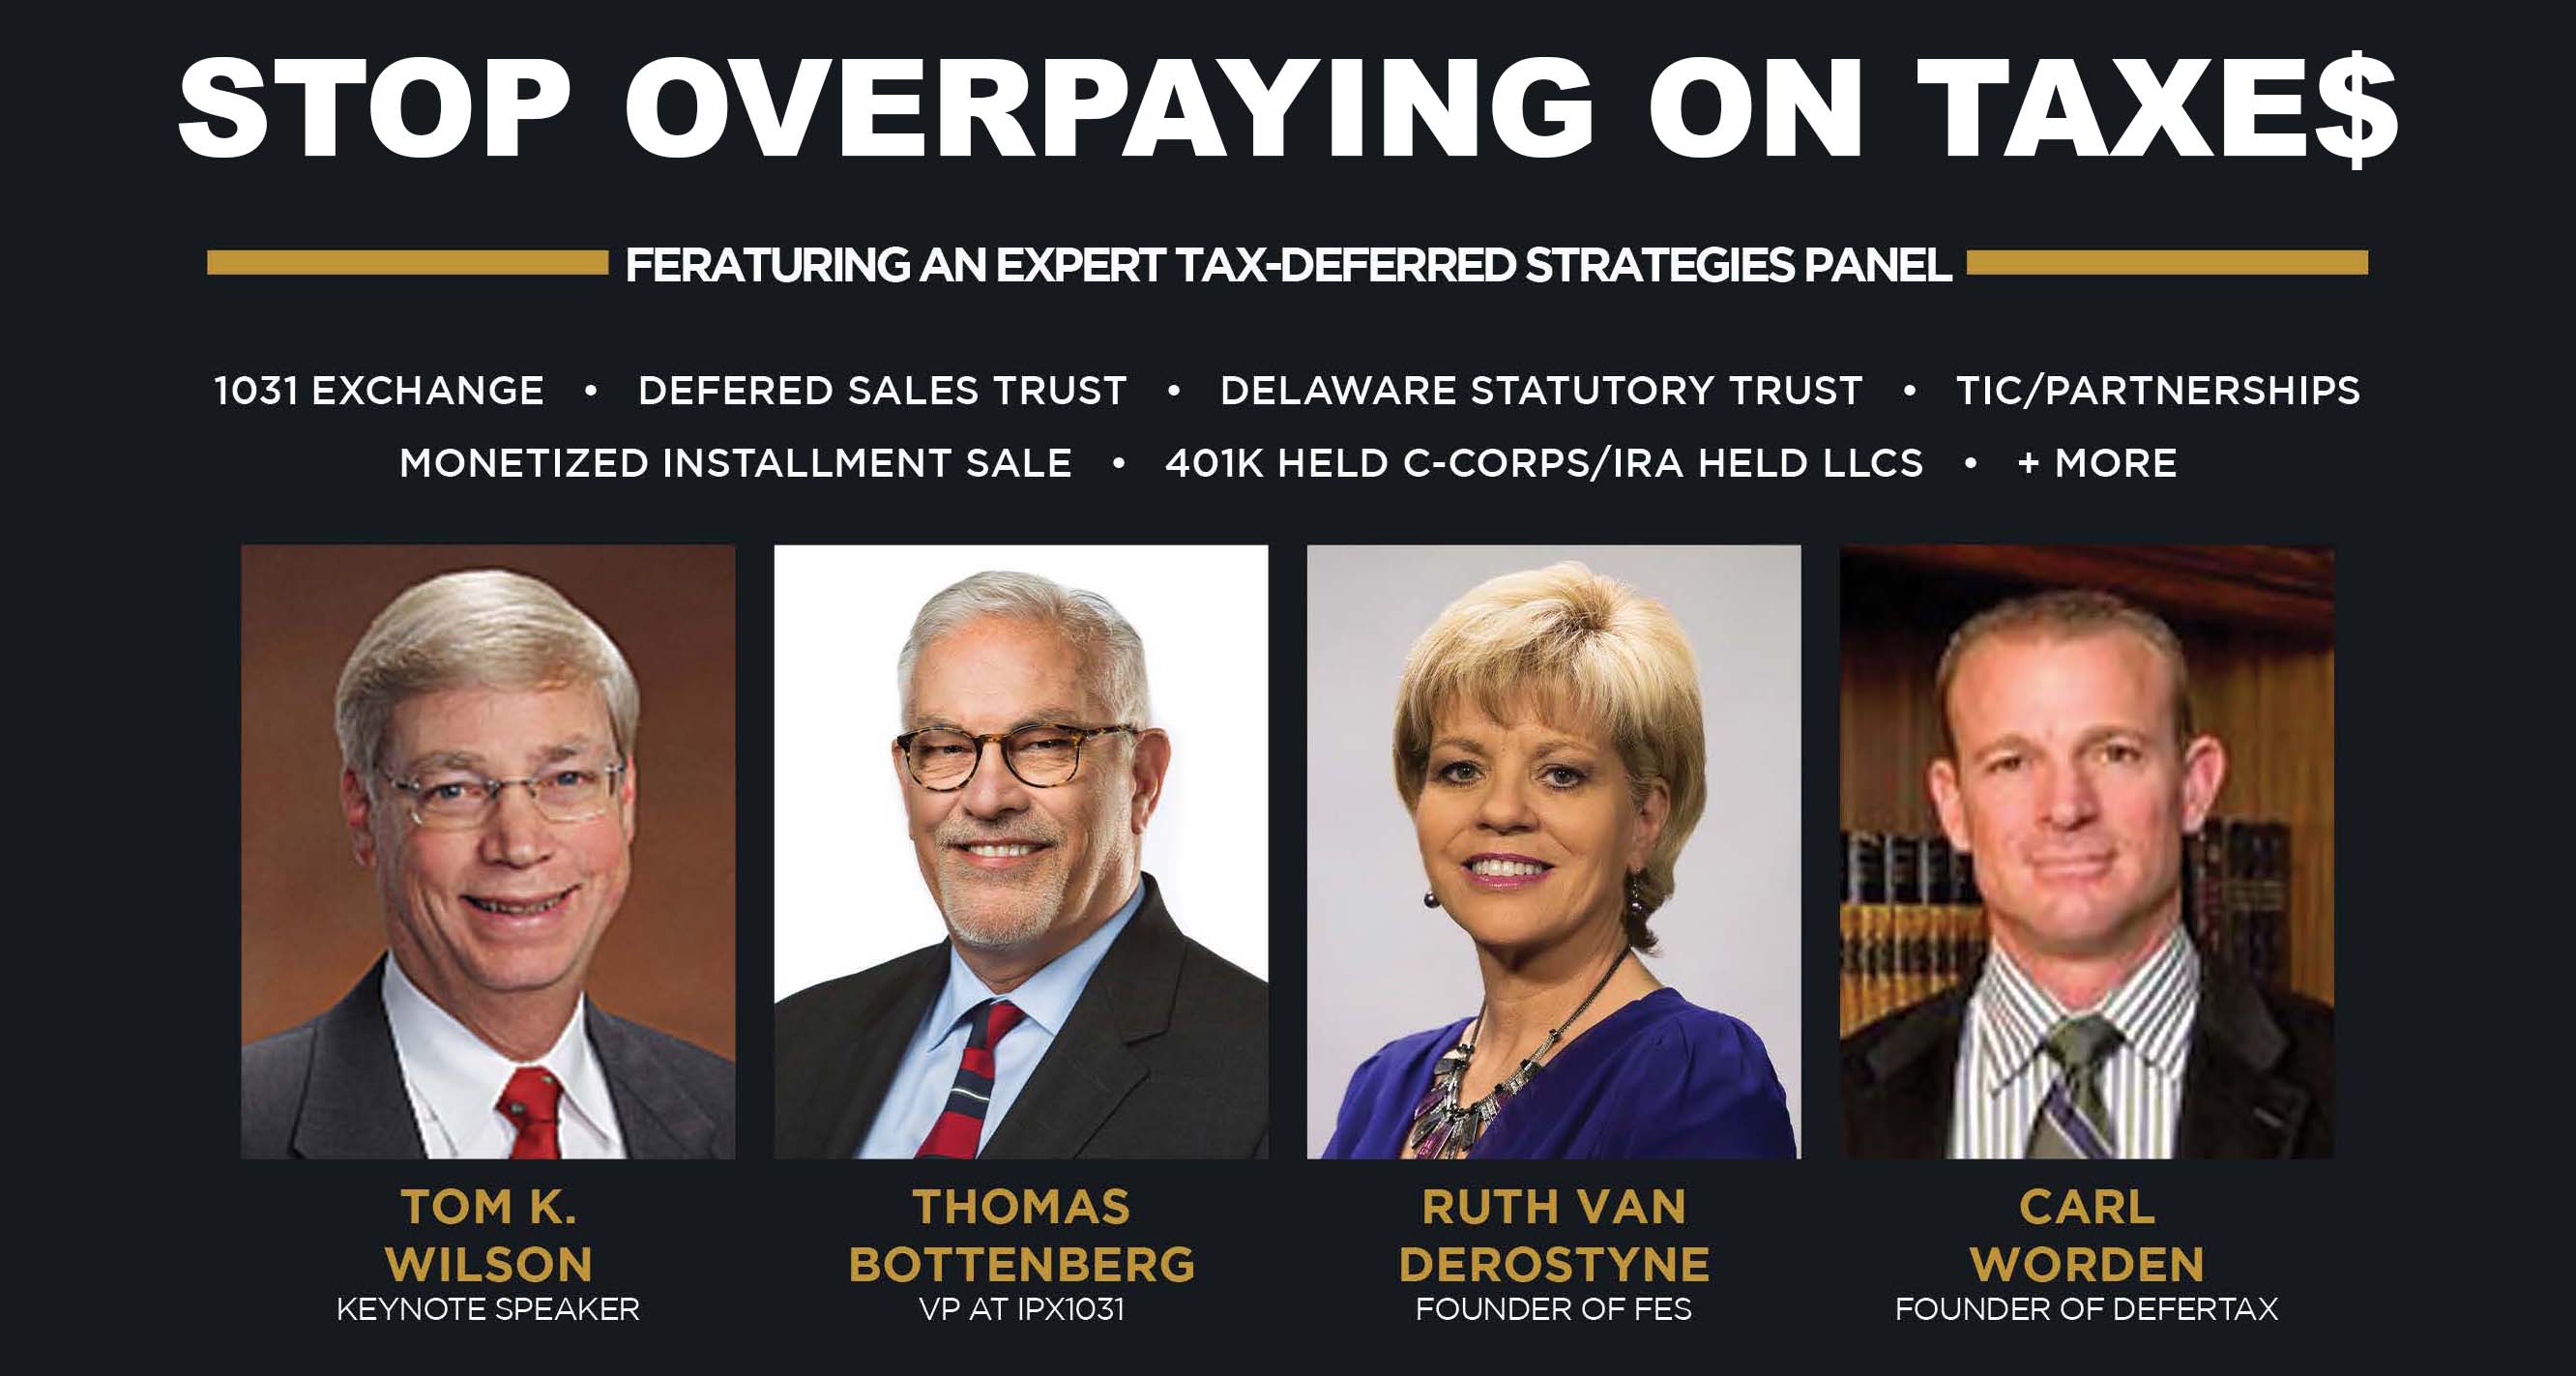 STOP OVERPAYING ON TAXE$
FERATURING AN EXPERT TAX-DEFERRED STRATEGIES PANEL
1031 EXCHANGE • DEFERED SALES TRUST • DELAWARE STATUTORY TRUST • TIC/PARTNERSHIPS
MONETIZED INSTALLMENT SALE • 401K HELD C-CORPS/IRA HELD LLCS • + MORE
TOM K.
WILSON
KEYNOTE SPEAKER
THOMAS
BOTTENBERG
VP AT IPX1031
RUTH VAN
DEROSTYNE
FOUNDER OF FES
CARL
WORDEN
FOUNDER OF DEFERTAX